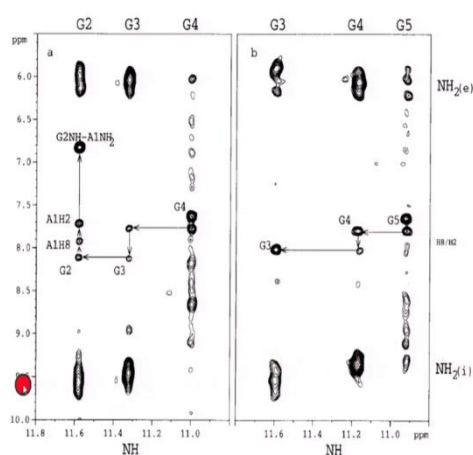 G2 G3 G4 G3 G4 G5
ppm
a b
6.0 NH2(e)
6.5
G2NH-A1NH2
7.0
7.5
G4 G5
A1H2 G4
8.0 A1H8 G3 H8/H2
G2 G3
8.5
9.0
NH2(i)
10.0
11.8 11.6 11.4 11.2 11.0 11.6 11.4 11.2 11.0 ppm
NH NH